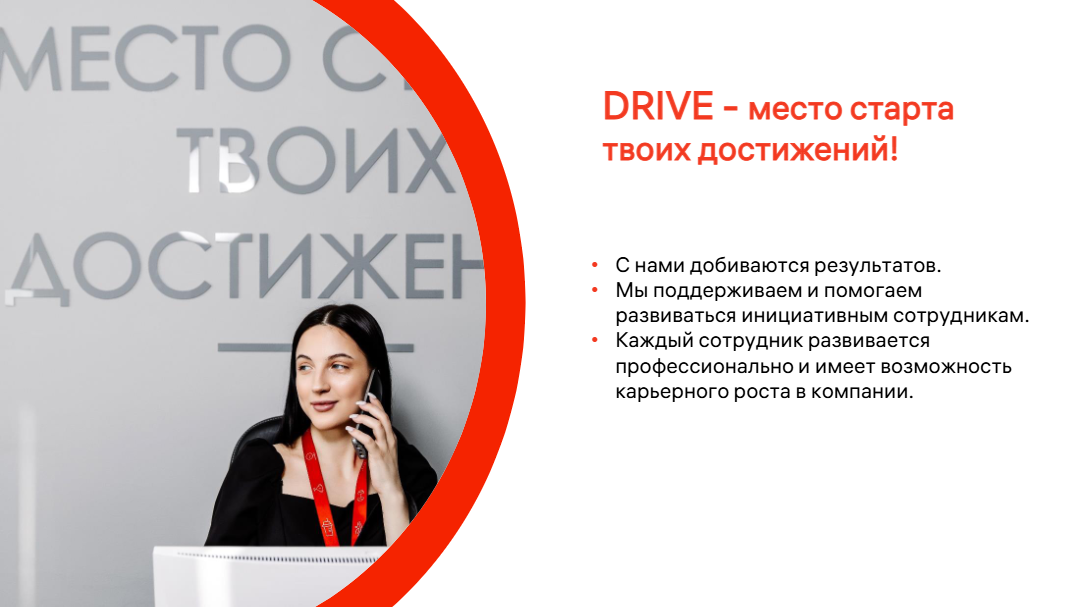 МЕСТО С
ТВОИХ
ДОСТИЖЕН
DRIVE - место старта
твоих достижений!
• С нами добиваются результатов.
• Мы поддерживаем и помогаем
развиваться инициативным сотрудникам.
• Каждый сотрудник развивается
профессионально и имеет возможность
карьерного роста в компании.